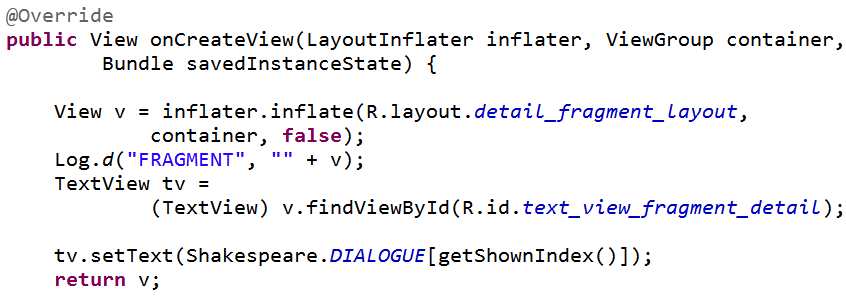 @Override
public View onCreateView(LayoutInflater inflater, ViewGroup container,
        Bundle savedInstanceState) {

    View v = inflater.inflate(R.layout.detail_fragment_layout,
            container, false);
    Log.d("FRAGMENT", "" + v);
    TextView tv =
            (TextView) v.findViewById(R.id.text_view_fragment_detail);

    tv.setText(Shakespeare.DIALOGUE[getShownIndex()]);
    return v;